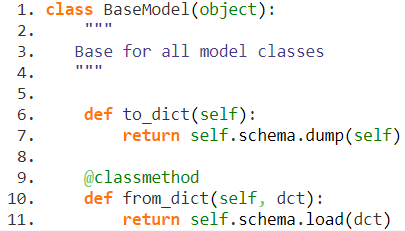 1. class BaseModel(object):
2.     """
3.    Base for all model classes
4.    """
5.
6.     def to_dict(self):
7.         return self.schema.dump(self)
8.
9.     @classmethod
10.     def from_dict(self, dct):
11.         return self.schema.load(dct)